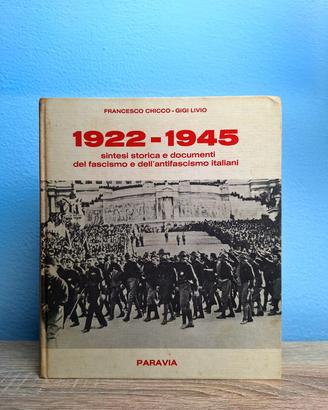 FRANCESCO CHICCO - GIGI LIVIO
1922-1945
sintesi storica e documenti
del fascismo e dell'antifascismo italiani
PARAVIA